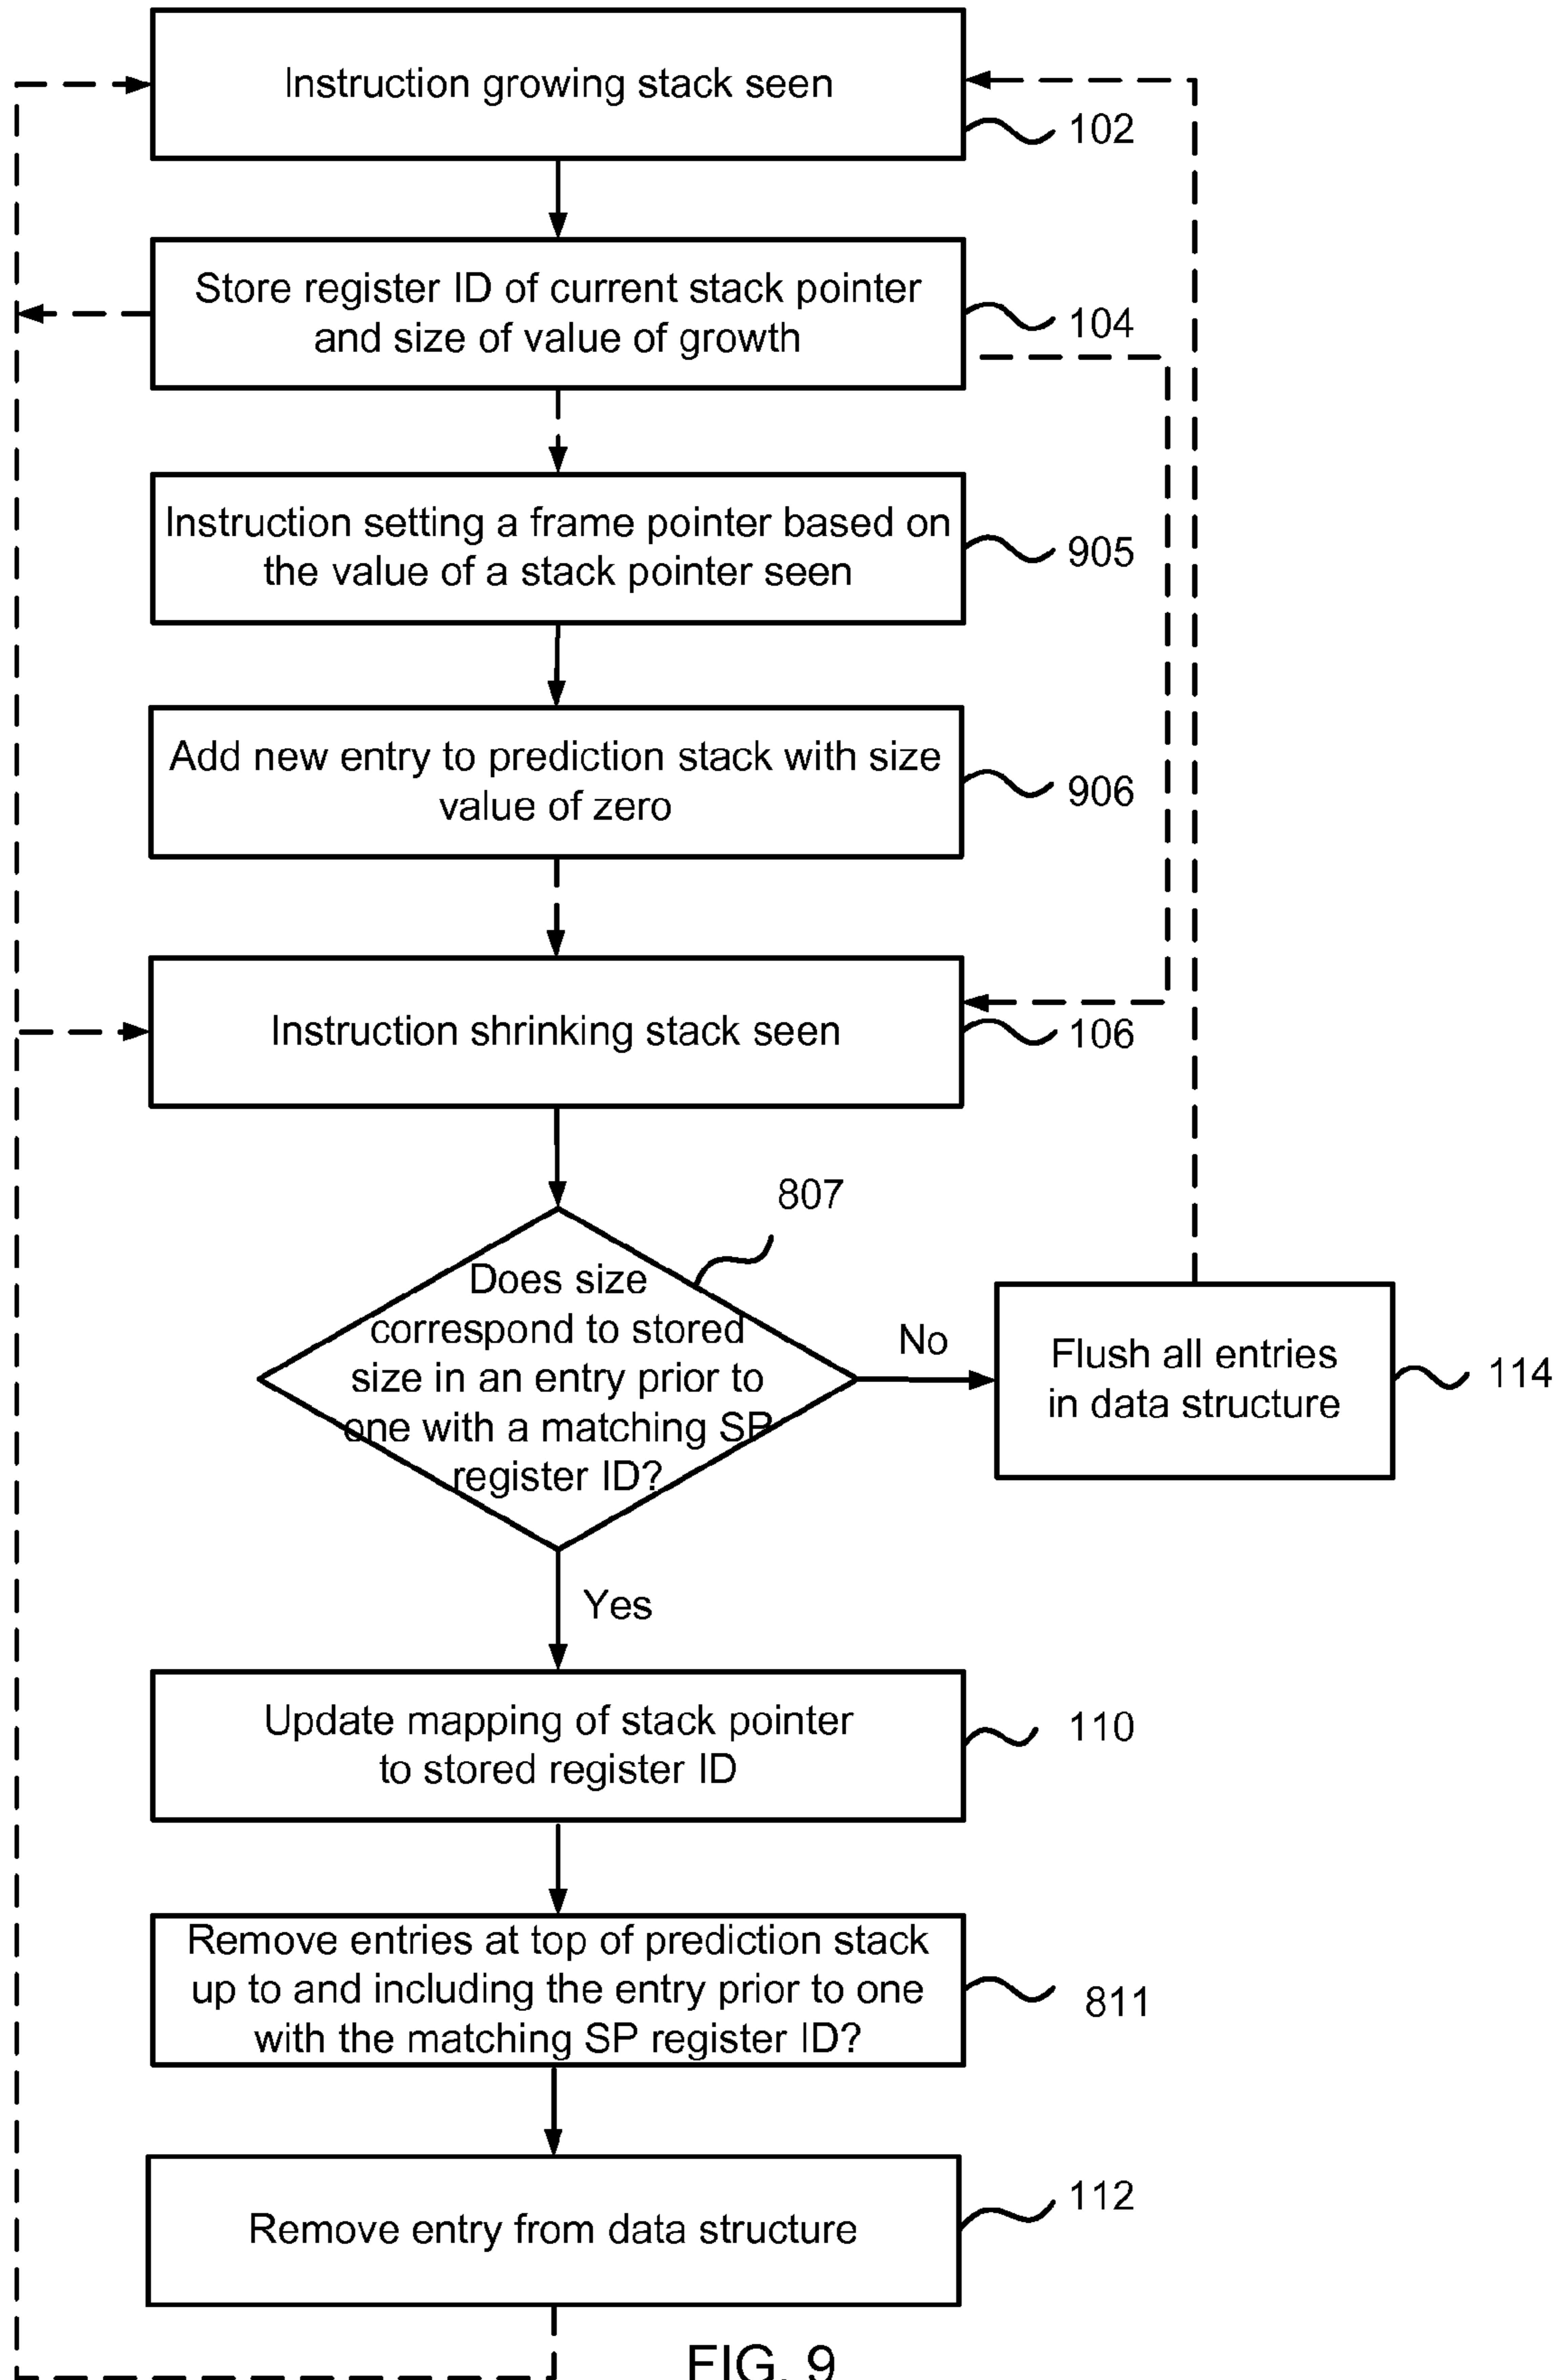 Instruction growing stack seen
102
Store register ID of current stack pointer
and size of value of growth
104
Instruction setting a frame pointer based on
the value of a stack pointer seen
905
Add new entry to prediction stack with size
value of zero
906
Instruction shrinking stack seen
106
807
Does size
correspond to stored
size in an entry prior to
one with a matching SP
register ID?
No
Flush all entries
in data structure
114
Yes
Update mapping of stack pointer
to stored register ID
110
Remove entries at top of prediction stack
up to and including the entry prior to one
with the matching SP register ID?
811
Remove entry from data structure
112
FIG. 9